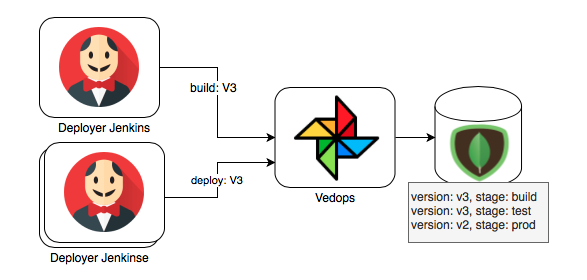 build: V3
Deployer Jenkins
deploy: V3
Deployer Jenkinse
Vedops
version: v3, stage: build
version: v3, stage: test
version: v2, stage: prod